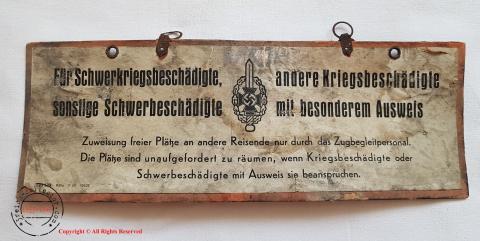 Für Schwerkriegsbeschädigte, andere Kriegsbeschädigte
sonstige Schwerbeschädigte mit besonderem Ausweis
Zuweisung freier Plätze an andere Reisende nur durch das Zugbegleitpersonal.
Die Plätze sind unaufgefordert zu räumen, wenn Kriegsbeschädigte oder
Schwerbeschädigte mit Ausweis sie beanspruchen.
Copyright © All Rights Reserved